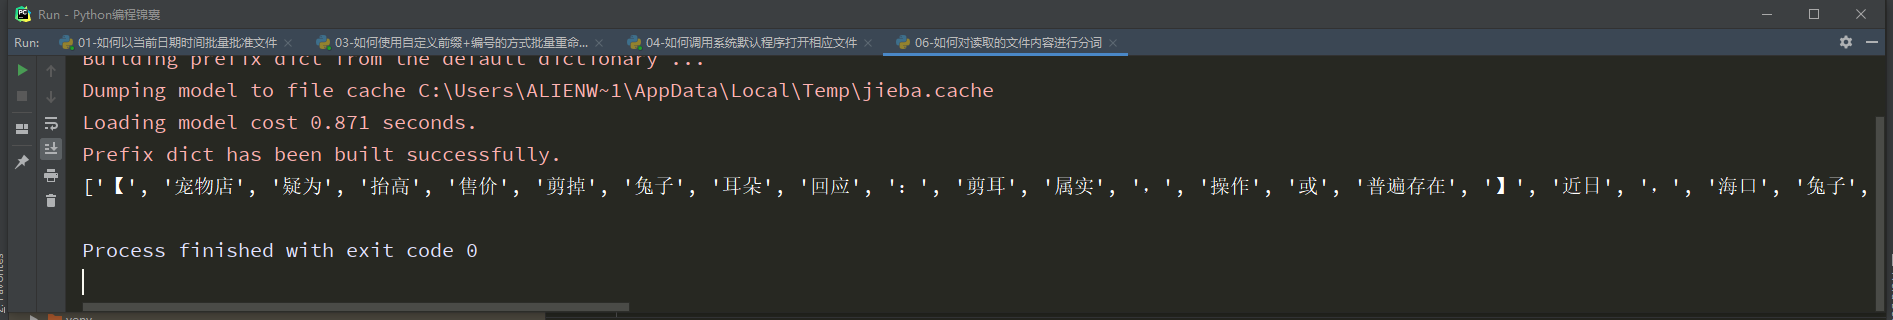 Run - Python编程锦囊
Run: 01-如何以当前日期时间批量批准文件 03-如何使用自定义前缀+编号的方式批量重命... 04-如何调用系统默认程序打开相应文件 06-如何对读取的文件内容进行分词
Building prefix dict from the default dictionary ...
Dumping model to file cache C:\Users\ALIENW~1\AppData\Local\Temp\jieba.cache
Loading model cost 0.871 seconds.
Prefix dict has been built successfully.
['【', '宠物店', '疑为', '抬高', '售价', '剪掉', '兔子', '耳朵', '回应', '：', '剪耳', '属实', '，', '操作', '或', '普遍存在', '】', '近日', '，', '海口', '兔子',
Process finished with exit code 0